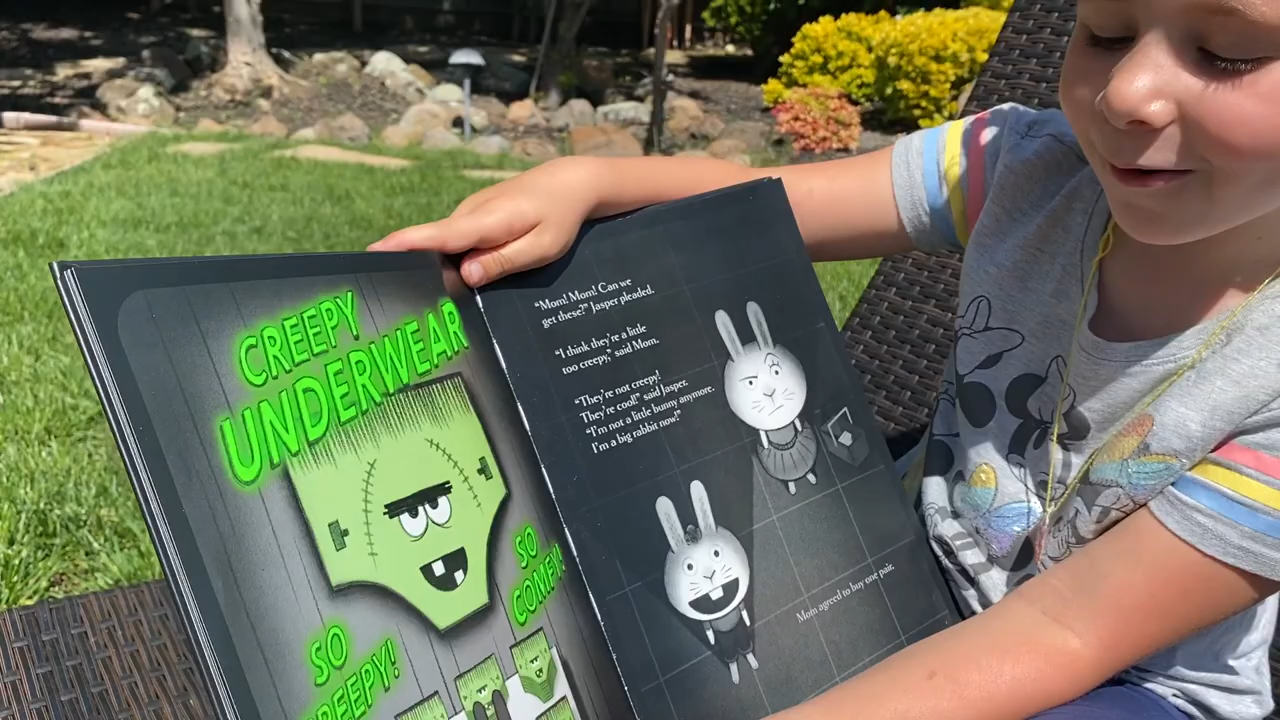 CREEPY
UNDERWEAR
SO
COMFY!
SO
CREEPY!
"Mom! Mom! Can we
get these?" Jasper pleaded.
"I think they're a little
too creepy," said Mom.
"They're not creepy!
They're cool!" said Jasper.
"I'm not a little bunny anymore.
I'm a big rabbit now!"
Mom agreed to buy one pair.